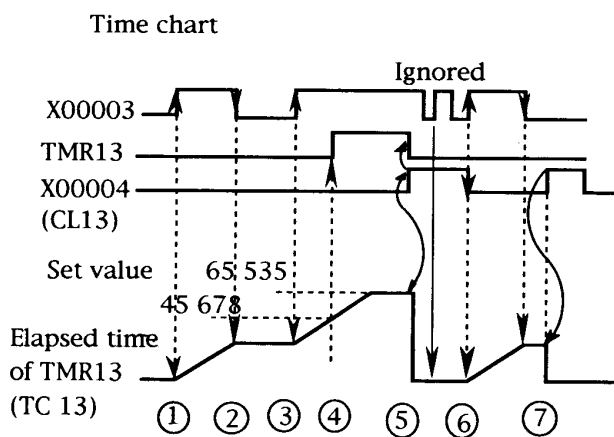 Time chart
Ignored
X00003
TMR13
X00004
(CL13)
Set value 65 535
45 678
Elapsed time
of TMR13
(TC 13)
① ② ③ ④ ⑤ ⑥ ⑦